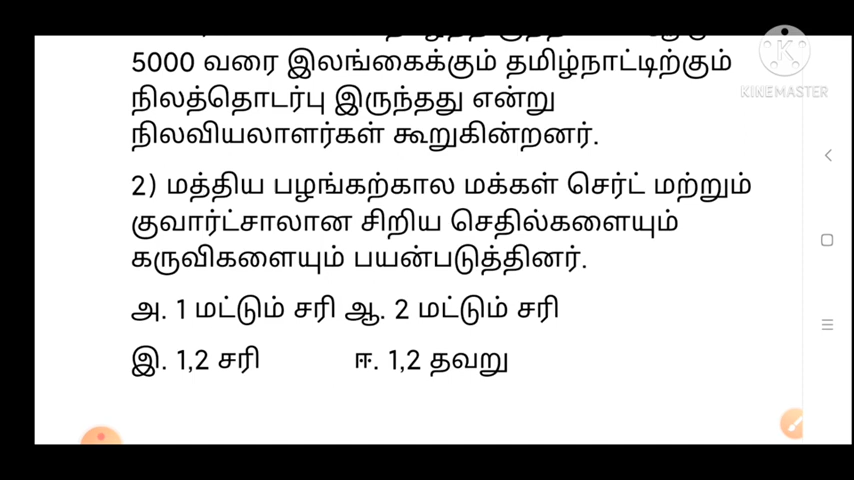 5000 வரை இலங்கைக்கும் தமிழ்நாட்டிற்கும்
நிலத்தொடர்பு இருந்தது என்று
நிலவியலாளர்கள் கூறுகின்றனர்.
2) மத்திய பழங்கற்கால மக்கள் செர்ட் மற்றும்
குவார்ட்சாலான சிறிய செதில்களையும்
கருவிகளையும் பயன்படுத்தினர்.
அ. 1 மட்டும் சரி ஆ. 2 மட்டும் சரி
இ. 1,2 சரி ஈ. 1,2 தவறு
KINEMASTER